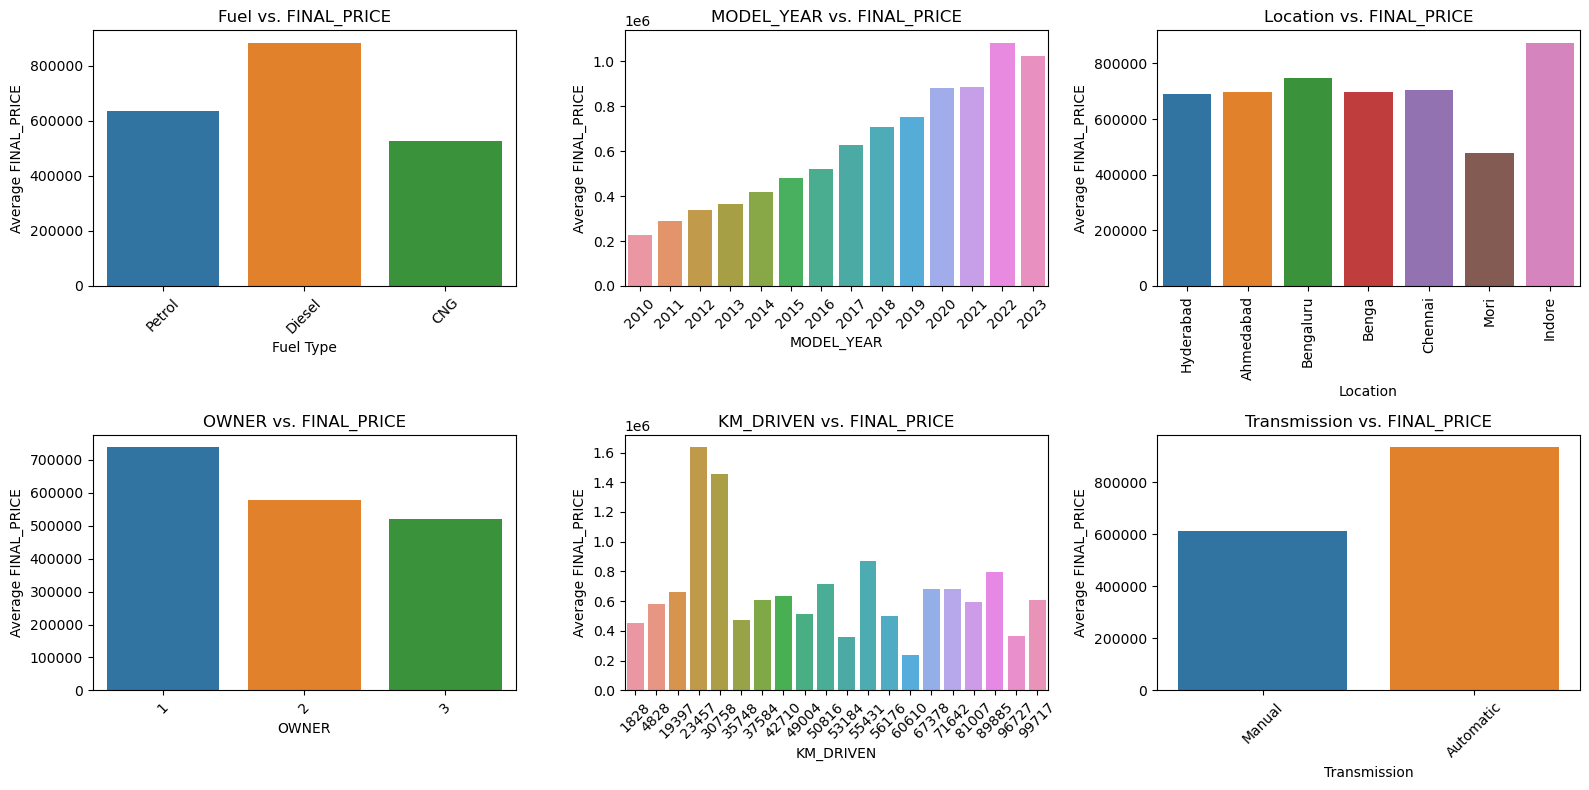 Fuel vs. FINAL_PRICE
Average FINAL_PRICE
800000
600000
400000
200000
0
Petrol
Diesel
CNG
Fuel Type
MODEL_YEAR vs. FINAL_PRICE
1e6
Average FINAL_PRICE
1.0
0.8
0.6
0.4
0.2
0.0
2010
2011
2012
2013
2014
2015
2016
2017
2018
2019
2020
2021
2022
2023
MODEL_YEAR
Location vs. FINAL_PRICE
Average FINAL_PRICE
800000
600000
400000
200000
0
Hyderabad
Ahmedabad
Bengaluru
Benga
Chennai
Mori
Indore
Location
OWNER vs. FINAL_PRICE
Average FINAL_PRICE
700000
600000
500000
400000
300000
200000
100000
0
1
2
3
OWNER
KM_DRIVEN vs. FINAL_PRICE
1e6
Average FINAL_PRICE
1.6
1.4
1.2
1.0
0.8
0.6
0.4
0.2
0.0
1828
4828
19397
23457
30758
35748
37584
42710
49004
50816
53184
55431
56176
60610
67378
71642
81007
89885
96727
99717
KM_DRIVEN
Transmission vs. FINAL_PRICE
Average FINAL_PRICE
800000
600000
400000
200000
0
Manual
Automatic
Transmission